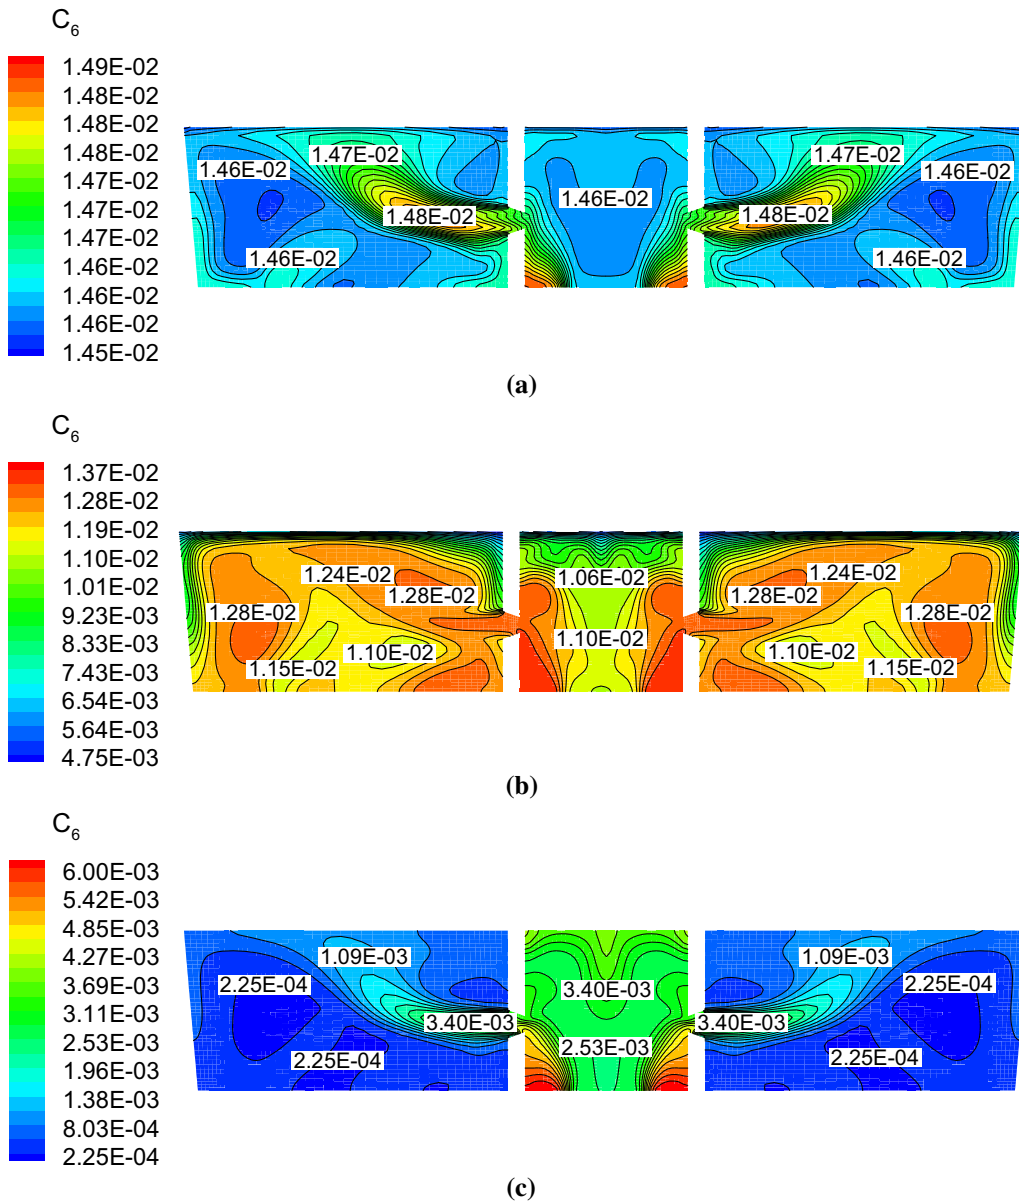 C6
1.49E-02
1.48E-02
1.48E-02
1.48E-02
1.47E-02
1.47E-02
1.47E-02
1.46E-02
1.46E-02
1.46E-02
1.45E-02
1.47E-02 1.47E-02
1.46E-02 1.46E-02 1.46E-02
1.48E-02 1.48E-02
1.46E-02 1.46E-02
(a)
C6
1.37E-02
1.28E-02
1.19E-02
1.10E-02
1.01E-02
9.23E-03
8.33E-03
7.43E-03
6.54E-03
5.64E-03
4.75E-03
1.24E-02 1.06E-02 1.24E-02
1.28E-02 1.28E-02
1.28E-02 1.28E-02
1.10E-02 1.10E-02 1.10E-02
1.15E-02 1.15E-02
(b)
C6
6.00E-03
5.42E-03
4.85E-03
4.27E-03
3.69E-03
3.11E-03
2.53E-03
1.96E-03
1.38E-03
8.03E-04
2.25E-04
1.09E-03 1.09E-03
2.25E-04 3.40E-03 2.25E-04
3.40E-03 3.40E-03
2.25E-04 2.53E-03 2.25E-04
(c)